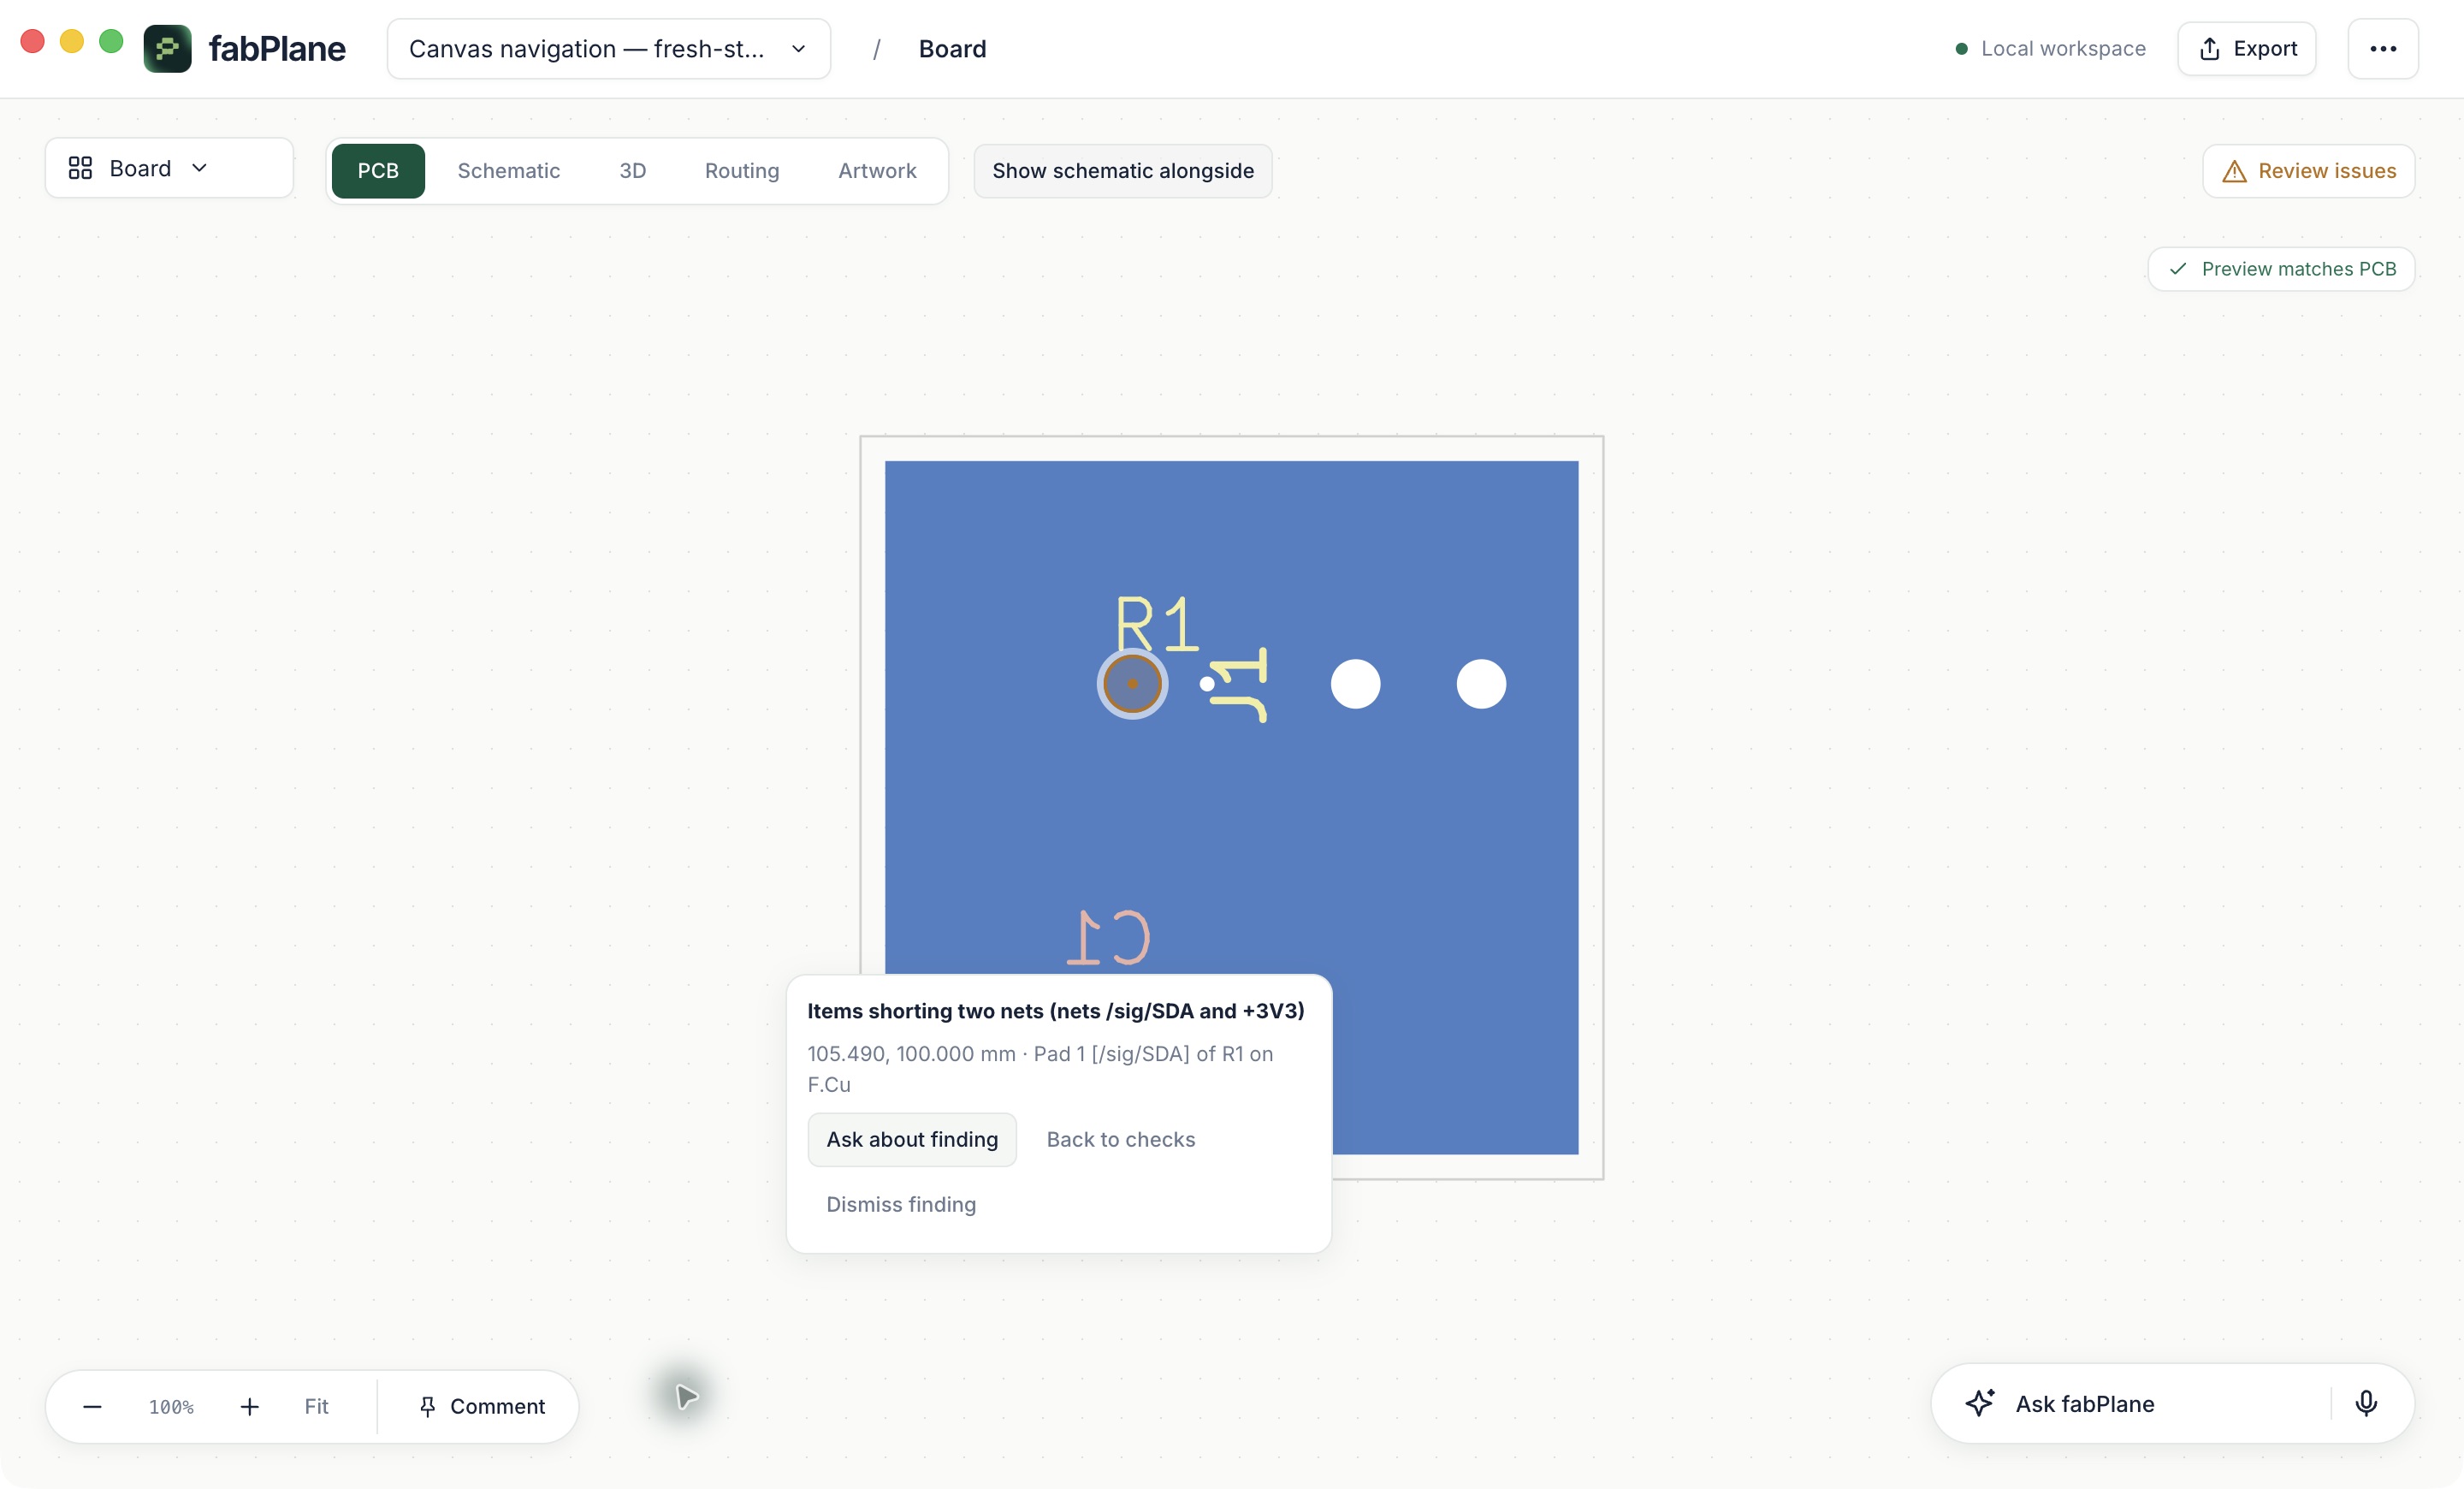 fabPlane
Canvas navigation — fresh-st...
/
Board
Local workspace
Export
Board
PCB
Schematic
3D
Routing
Artwork
Show schematic alongside
Review issues
Preview matches PCB
R1
J1
C1
Items shorting two nets (nets /sig/SDA and +3V3)
105.490, 100.000 mm · Pad 1 [/sig/SDA] of R1 on
F.Cu
Ask about finding
Back to checks
Dismiss finding
100%
Fit
Comment
Ask fabPlane